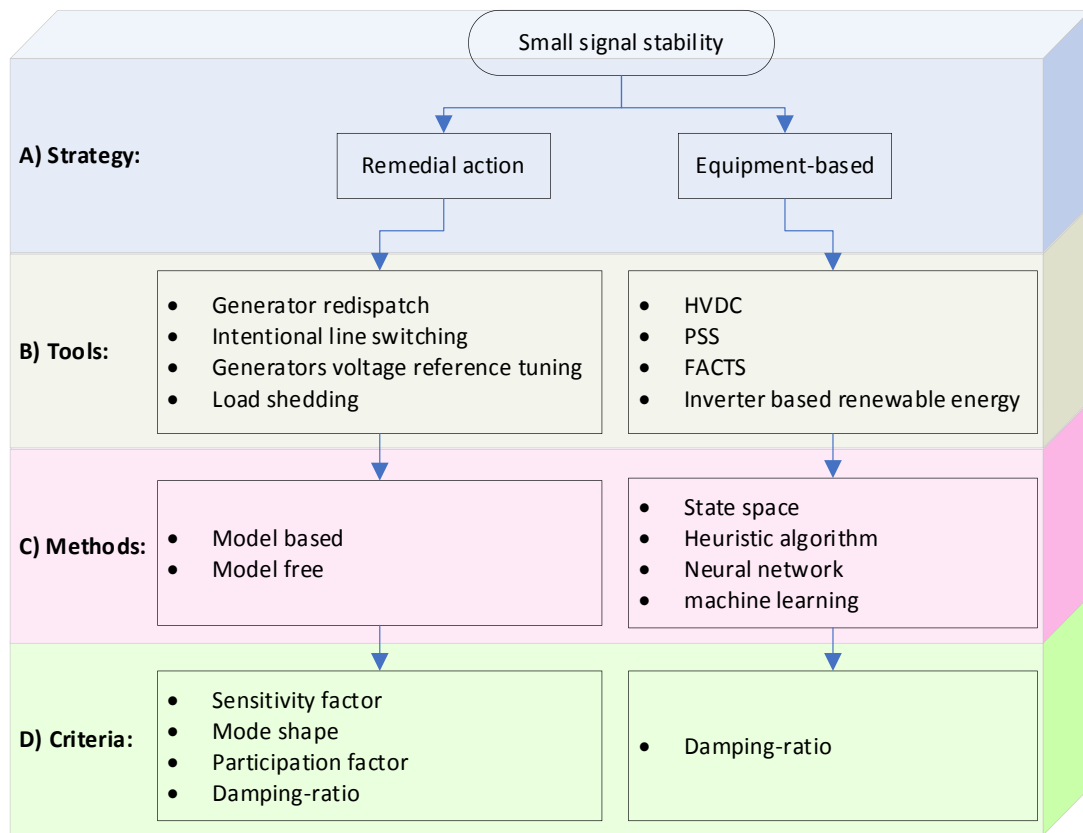 Small signal stability
A) Strategy:
Remedial action
Equipment-based
B) Tools:
• Generator redispatch
• Intentional line switching
• Generators voltage reference tuning
• Load shedding
• HVDC
• PSS
• FACTS
• Inverter based renewable energy
C) Methods:
• Model based
• Model free
• State space
• Heuristic algorithm
• Neural network
• machine learning
D) Criteria:
• Sensitivity factor
• Mode shape
• Participation factor
• Damping-ratio
• Damping-ratio